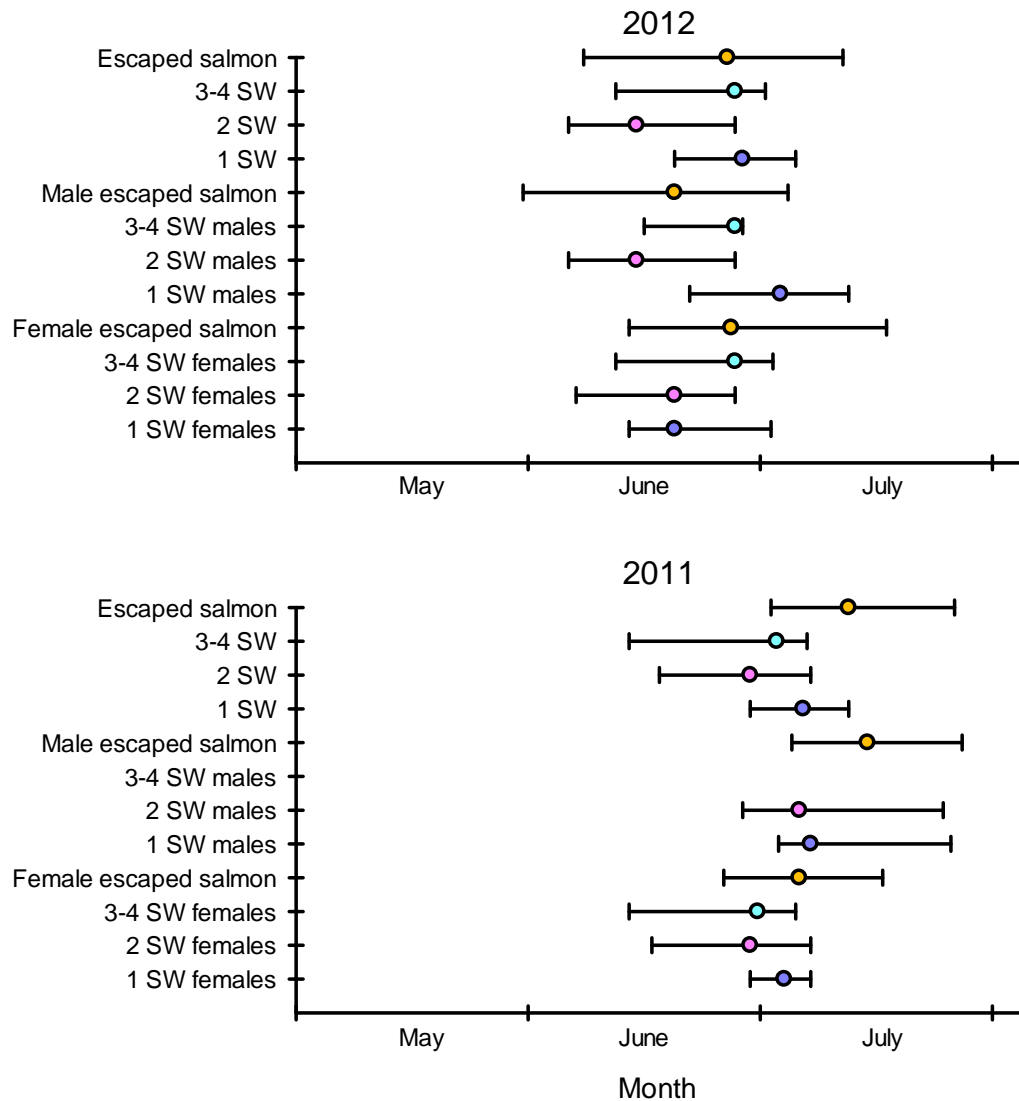 2012
Escaped salmon
3-4 SW
2 SW
1 SW
Male escaped salmon
3-4 SW males
2 SW males
1 SW males
Female escaped salmon
3-4 SW females
2 SW females
1 SW females
May June July
2011
Escaped salmon
3-4 SW
2 SW
1 SW
Male escaped salmon
3-4 SW males
2 SW males
1 SW males
Female escaped salmon
3-4 SW females
2 SW females
1 SW females
May June July
Month